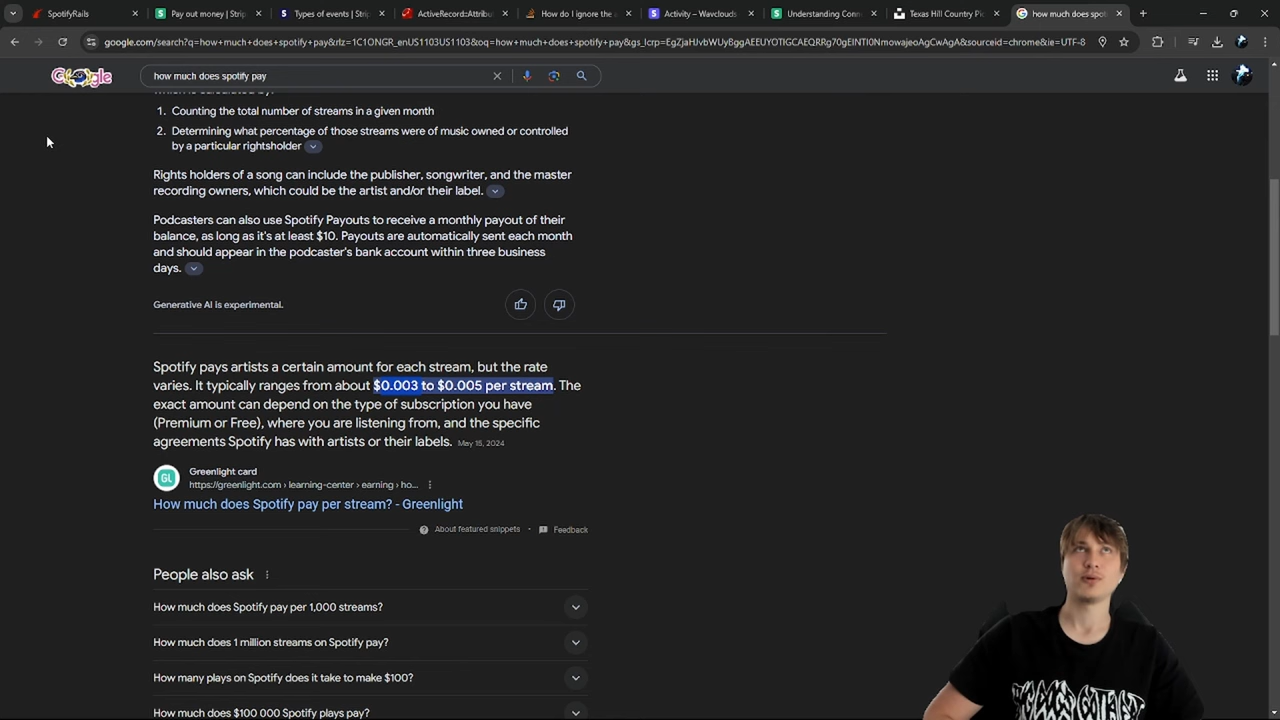 SpotifyRails
Pay out money | Strip
Types of events | Strip
ActiveRecord::Attribut
How do I ignore the a
Activity – Wavclouds
Understanding Conn
Texas Hill Country Pic
how much does spot
google.com/search?q=how+much+does+spotify+pay&rlz=1C1ONGR_enUS1103US1103&oq=how+much+does+spotify+pay&gs_lcrp=EgZjaHJvbWUyBggAEEUYOTIGCAEQRRg70gEINTI0NmowajeoAgCwAgA&sourceid=chrome&ie=UTF-8
Google
how much does spotify pay
which is calculated by:
1. Counting the total number of streams in a given month
2. Determining what percentage of those streams were of music owned or controlled
by a particular rightsholder
Rights holders of a song can include the publisher, songwriter, and the master
recording owners, which could be the artist and/or their label.
Podcasters can also use Spotify Payouts to receive a monthly payout of their
balance, as long as it's at least $10. Payouts are automatically sent each month
and should appear in the podcaster's bank account within three business
days.
Generative AI is experimental.
Spotify pays artists a certain amount for each stream, but the rate
varies. It typically ranges from about $0.003 to $0.005 per stream. The
exact amount can depend on the type of subscription you have
(Premium or Free), where you are listening from, and the specific
agreements Spotify has with artists or their labels. May 15, 2024
GL
Greenlight card
https://greenlight.com › learning-center › earning › ho...
How much does Spotify pay per stream? - Greenlight
About featured snippets
Feedback
People also ask
How much does Spotify pay per 1,000 streams?
How much does 1 million streams on Spotify pay?
How many plays on Spotify does it take to make $100?
How much does $100 000 Spotify plays pay?